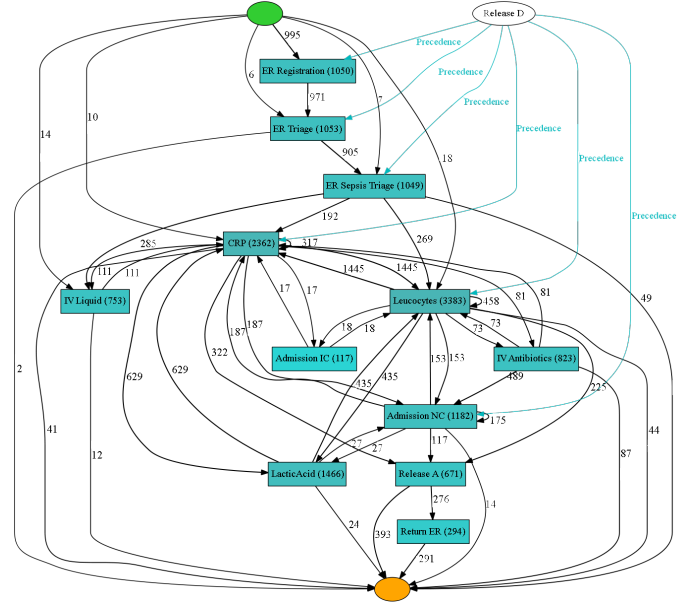 Release D
995
Precedence
ER Registration (1050)
6
971
Precedence
7
10
14
ER Triage (1053)
Precedence
Precedence
905
18
Precedence
ER Sepsis Triage (1049)
192
Precedence
285
CRP (2362)
317
269
111
111
1445
1445
81
81
17
17
IV Liquid (753)
Leucocytes (3383)
458
49
187
187
18
18
73
73
322
Admission IC (117)
153
153
IV Antibiotics (823)
2
629
629
435
435
489
225
Admission NC (1182)
175
41
12
27
27
117
44
87
LacticAcid (1466)
Release A (671)
276
14
24
393
Return ER (294)
291